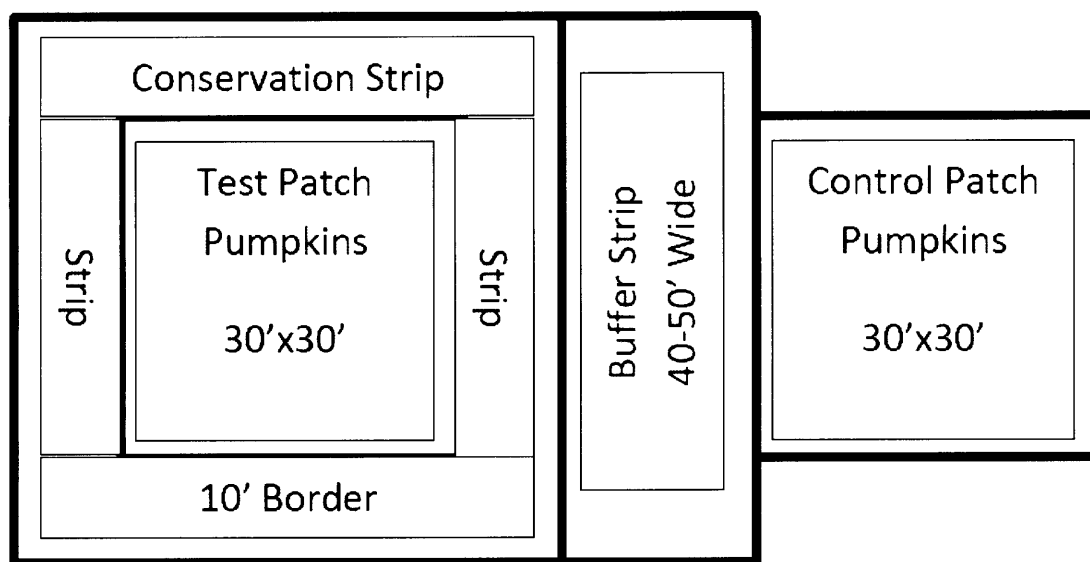 Conservation Strip
Strip
Test Patch
Pumpkins
30’x30’
Strip
10’ Border
Buffer Strip
40-50’ Wide
Control Patch
Pumpkins
30’x30’